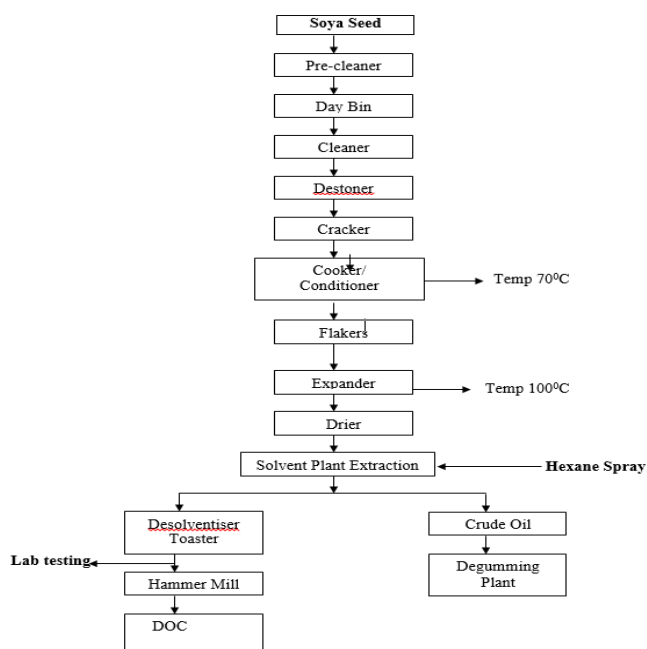 Soya Seed
Pre-cleaner
Day Bin
Cleaner
Destoner
Cracker
Cooker/
Conditioner
Temp 70⁰C
Flakers
Expander
Temp 100⁰C
Drier
Solvent Plant Extraction
Hexane Spray
Desolventiser
Toaster
Crude Oil
Lab testing
Degumming
Plant
Hammer Mill
DOC